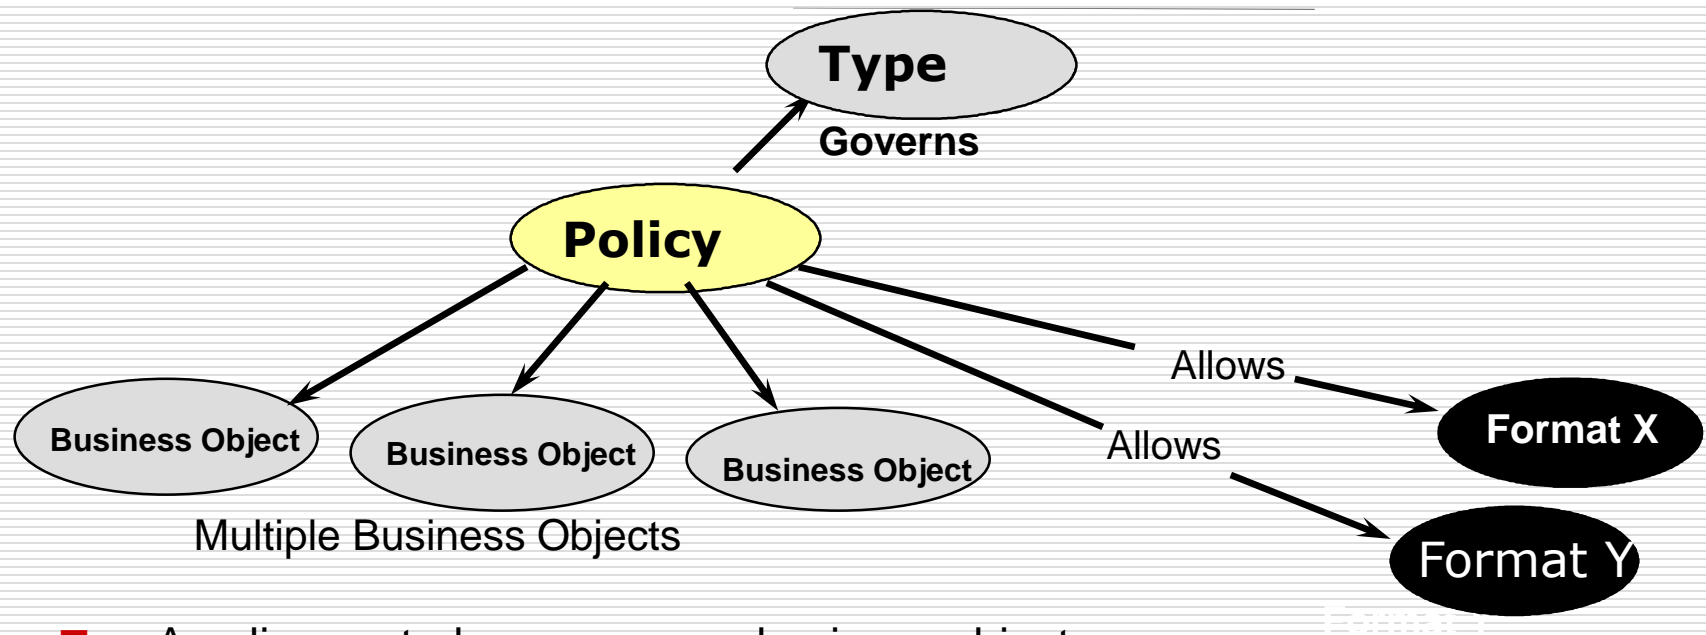 Type
Governs
Policy
Allows
Format X
Business Object
Business Object
Business Object
Allows
Multiple Business Objects
Format Y